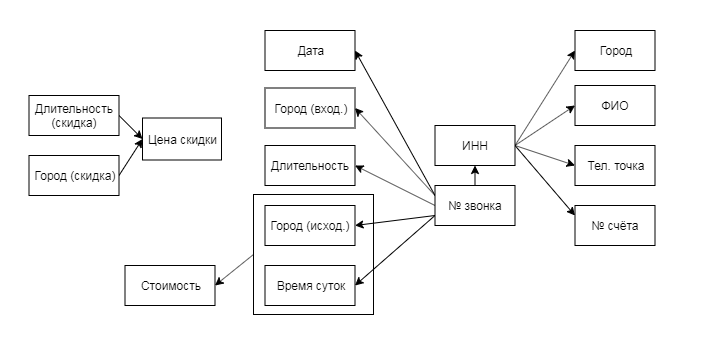 Дата
Город
Длительность
(скидка)
Город (вход.)
ФИО
Цена скидки
ИНН
Город (скидка)
Длительность
Тел. точка
№ звонка
Город (исход.)
№ счёта
Стоимость
Время суток